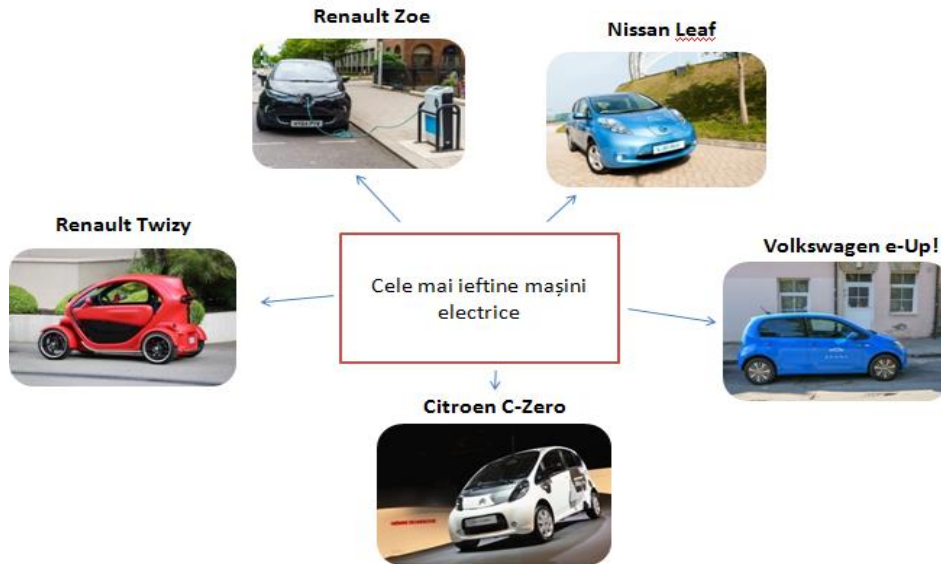 Renault Zoe
Nissan Leaf
Renault Twizy
Volkswagen e-Up!
Cele mai ieftine mașini
electrice
Citroen C-Zero